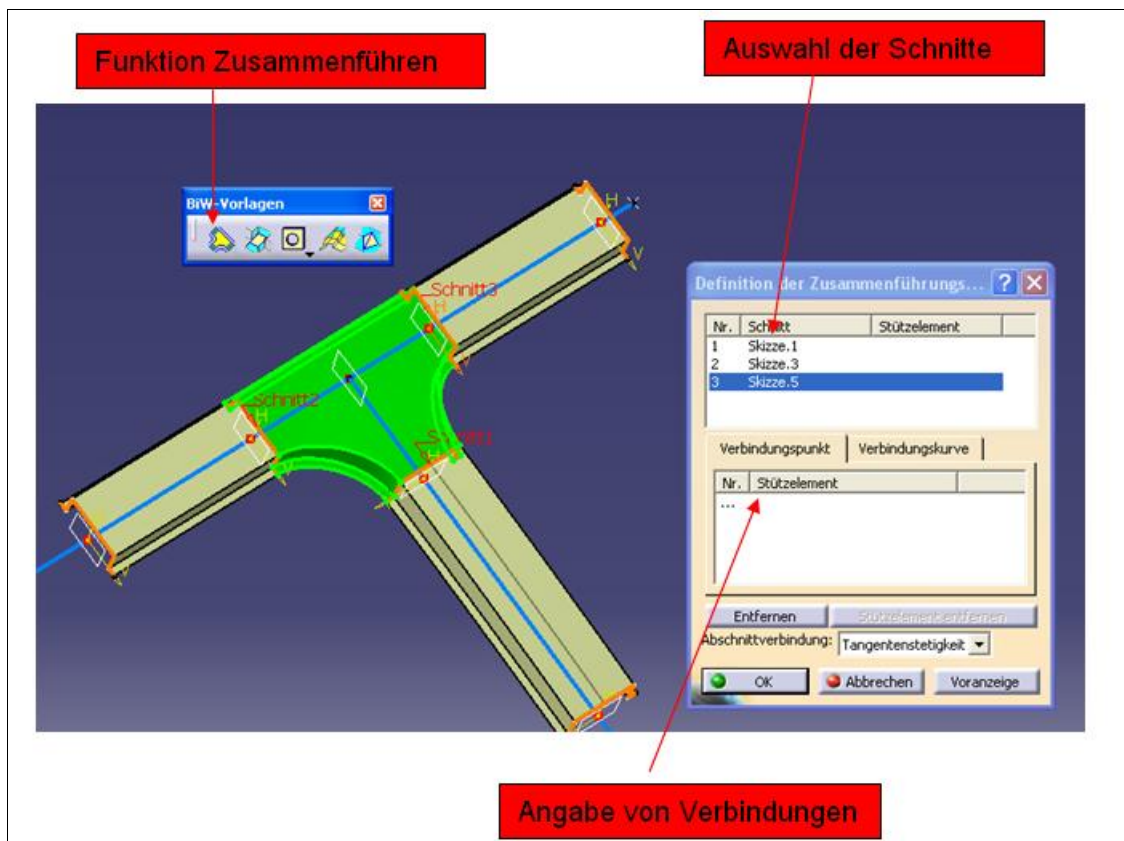 Funktion Zusammenführen
Auswahl der Schnitte
BiW-Vorlagen
H
V
Schnitt3
H
V
Schnitt2
H
V
H
V
Definition der Zusammenführungs...
Nr. Schnitt Stützelement
1 Skizze.1
2 Skizze.3
3 Skizze.5
Verbindungspunkt Verbindungskurve
Nr. Stützelement
...
Entfernen Stützelement entfernen
Abschnittverbindung: Tangentenstetigkeit
OK Abbrechen Voranzeige
Angabe von Verbindungen